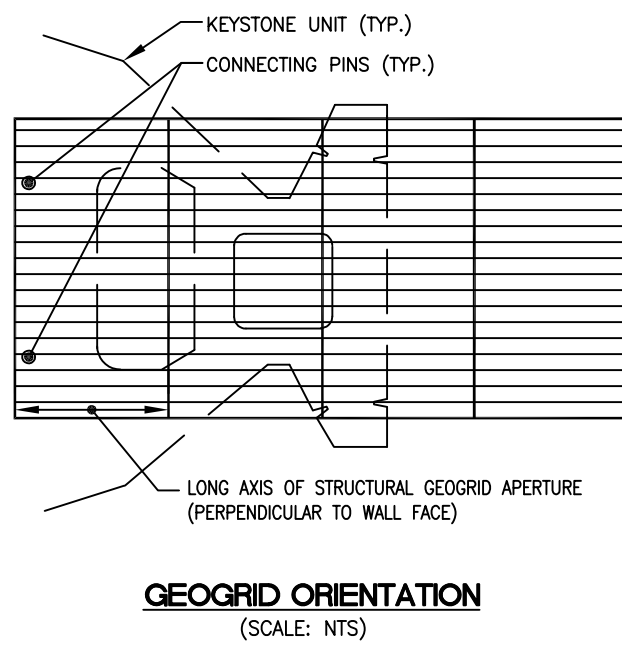 KEYSTONE UNIT (TYP.)
CONNECTING PINS (TYP.)
LONG AXIS OF STRUCTURAL GEOGRID APERTURE
(PERPENDICULAR TO WALL FACE)
GEOGRID ORIENTATION
(SCALE: NTS)